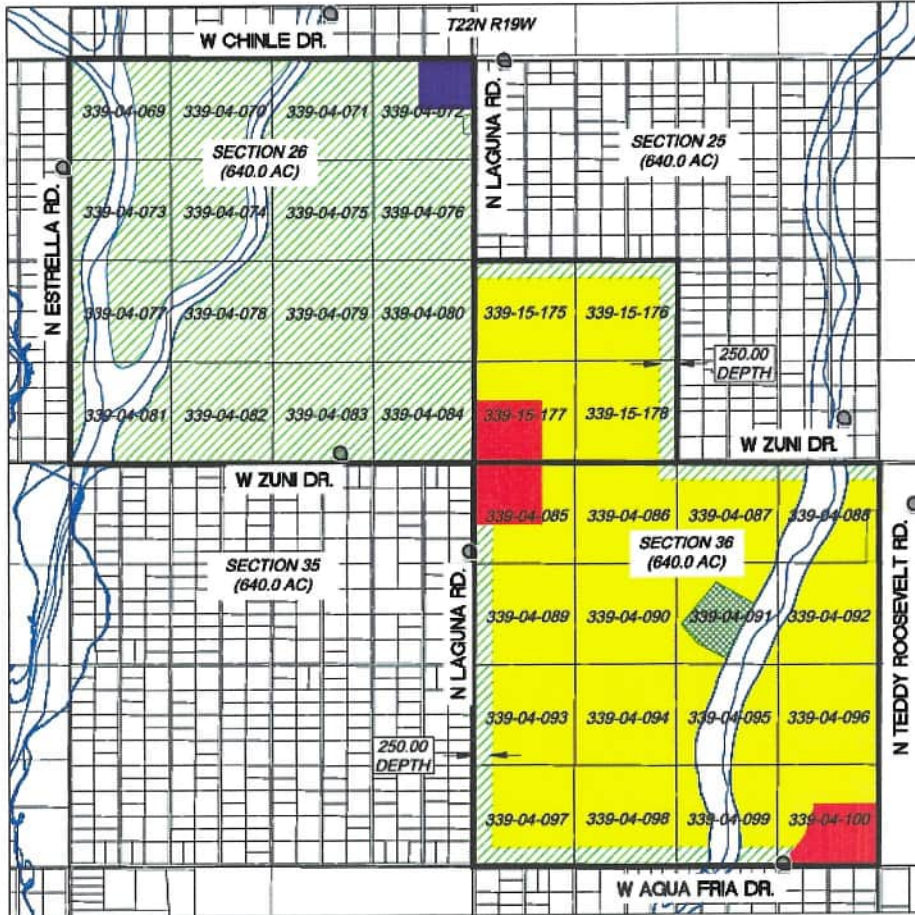 T22N R19W
W CHINLE DR.
339-04-069
339-04-070
339-04-071
339-04-072
N LAGUNA RD.
SECTION 26
(640.0 AC)
SECTION 25
(640.0 AC)
N ESTRELLA RD.
339-04-073
339-04-074
339-04-075
339-04-076
339-04-077
339-04-078
339-04-079
339-04-080
339-15-175
339-15-176
250.00
DEPTH
339-04-081
339-04-082
339-04-083
339-04-084
339-15-177
339-15-178
W ZUNI DR.
W ZUNI DR.
339-04-085
339-04-086
339-04-087
339-04-088
SECTION 35
(640.0 AC)
SECTION 36
(640.0 AC)
N LAGUNA RD.
N TEDDY ROOSEVELT RD.
339-04-089
339-04-090
339-04-091
339-04-092
339-04-093
339-04-094
339-04-095
339-04-096
250.00
DEPTH
339-04-097
339-04-098
339-04-099
339-04-100
W AQUA FRIA DR.